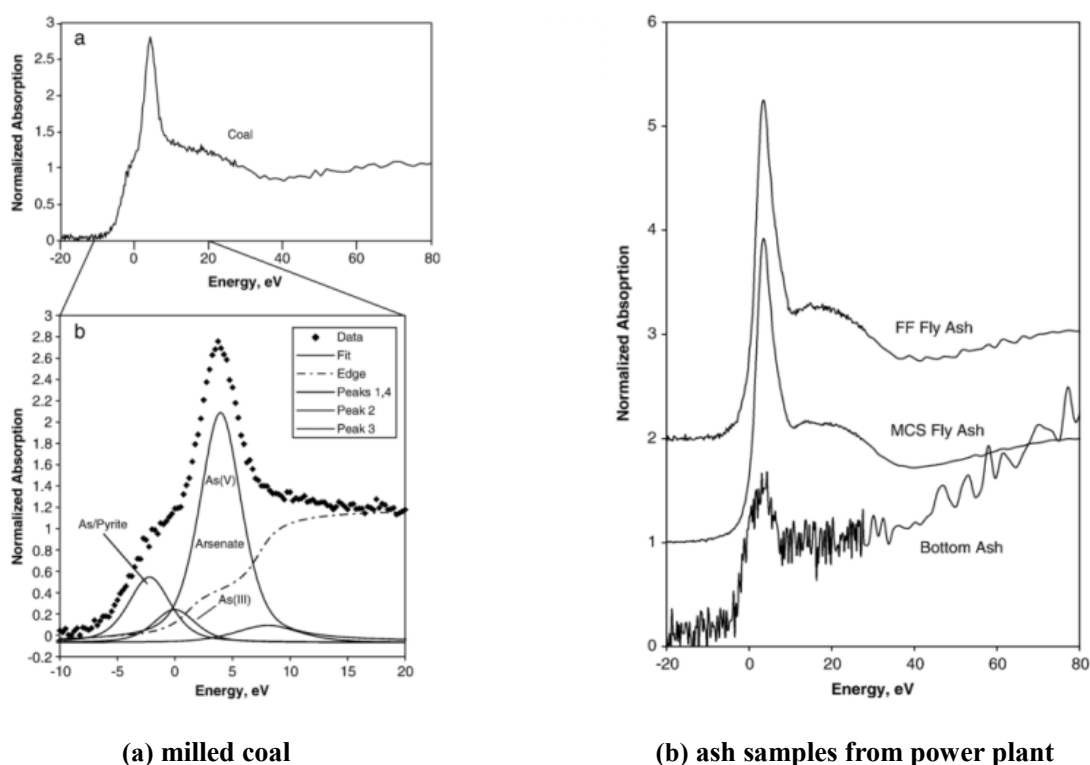 a
3
2.5
2
1.5
1
0.5
0
Normalized Absorption
Coal
-20 0 20 40 60 80
Energy, eV
b
3
2.8
2.6
2.4
2.2
2
1.8
1.6
1.4
1.2
1
0.8
0.6
0.4
0.2
0
-0.2
Normalized Absorption
Data
Fit
Edge
Peaks 1,4
Peak 2
Peak 3
As(V)
As/Pyrite
Arsenate
As(III)
-10 -5 0 5 10 15 20
Energy, eV
(a) milled coal
6
5
4
3
2
1
0
Normalized Absoprtion
FF Fly Ash
MCS Fly Ash
Bottom Ash
-20 0 20 40 60 80
Energy, eV
(b) ash samples from power plant